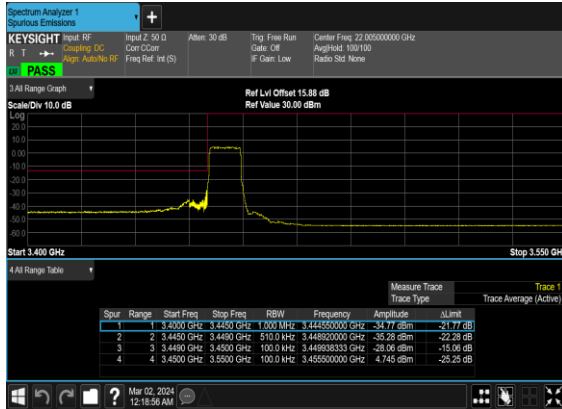 Spectrum Analyzer 1
Spurious Emissions
KEYSIGHT Input: RF Input Z: 50 Ω Atten: 30 dB Trig: Free Run Center Freq: 22.005000000 GHz
R T Coupling: DC Corr CCorr Gate: Off Avg|Hold: 100/100
Align: Auto/No RF Freq Ref: Int (S) IF Gain: Low Radio Std: None
PASS
3 All Range Graph
Ref Lvl Offset 15.88 dB
Scale/Div 10.0 dB Ref Value 30.00 dBm
Log
20.0
10.0
0.00
-10.0
-20.0
-30.0
-40.0
-50.0
-60.0
Start 3.400 GHz Stop 3.550 GH
4 All Range Table
Measure Trace Trace 1
Trace Type Trace Average (Active)
Spur Range Start Freq Stop Freq RBW Frequency Amplitude ΔLimit
1 1 3.4000 GHz 3.4450 GHz 1.000 MHz 3.444550000 GHz -34.77 dBm -21.77 dB
2 2 3.4450 GHz 3.4490 GHz 510.0 kHz 3.448920000 GHz -35.28 dBm -22.28 dB
3 3 3.4490 GHz 3.4500 GHz 100.0 kHz 3.449938333 GHz -28.06 dBm -15.06 dB
4 4 3.4500 GHz 3.5500 GHz 100.0 kHz 3.455500000 GHz 4.745 dBm -25.25 dB
? Mar 02, 2024
12:18:56 AM